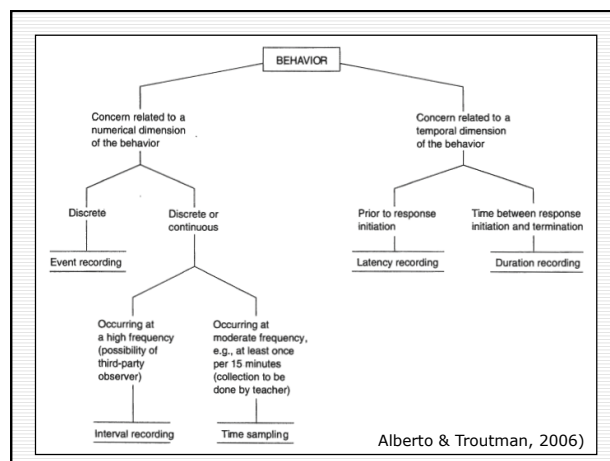 BEHAVIOR
Concern related to a
numerical dimension
of the behavior
Concern related to a
temporal dimension
of the behavior
Discrete
Event recording
Discrete or
continuous
Prior to response
initiation
Latency recording
Time between response
initiation and termination
Duration recording
Occurring at
a high frequency
(possibility of
third-party
observer)
Interval recording
Occurring at
moderate frequency,
e.g., at least once
per 15 minutes
(collection to be
done by teacher)
Time sampling
Alberto & Troutman, 2006)